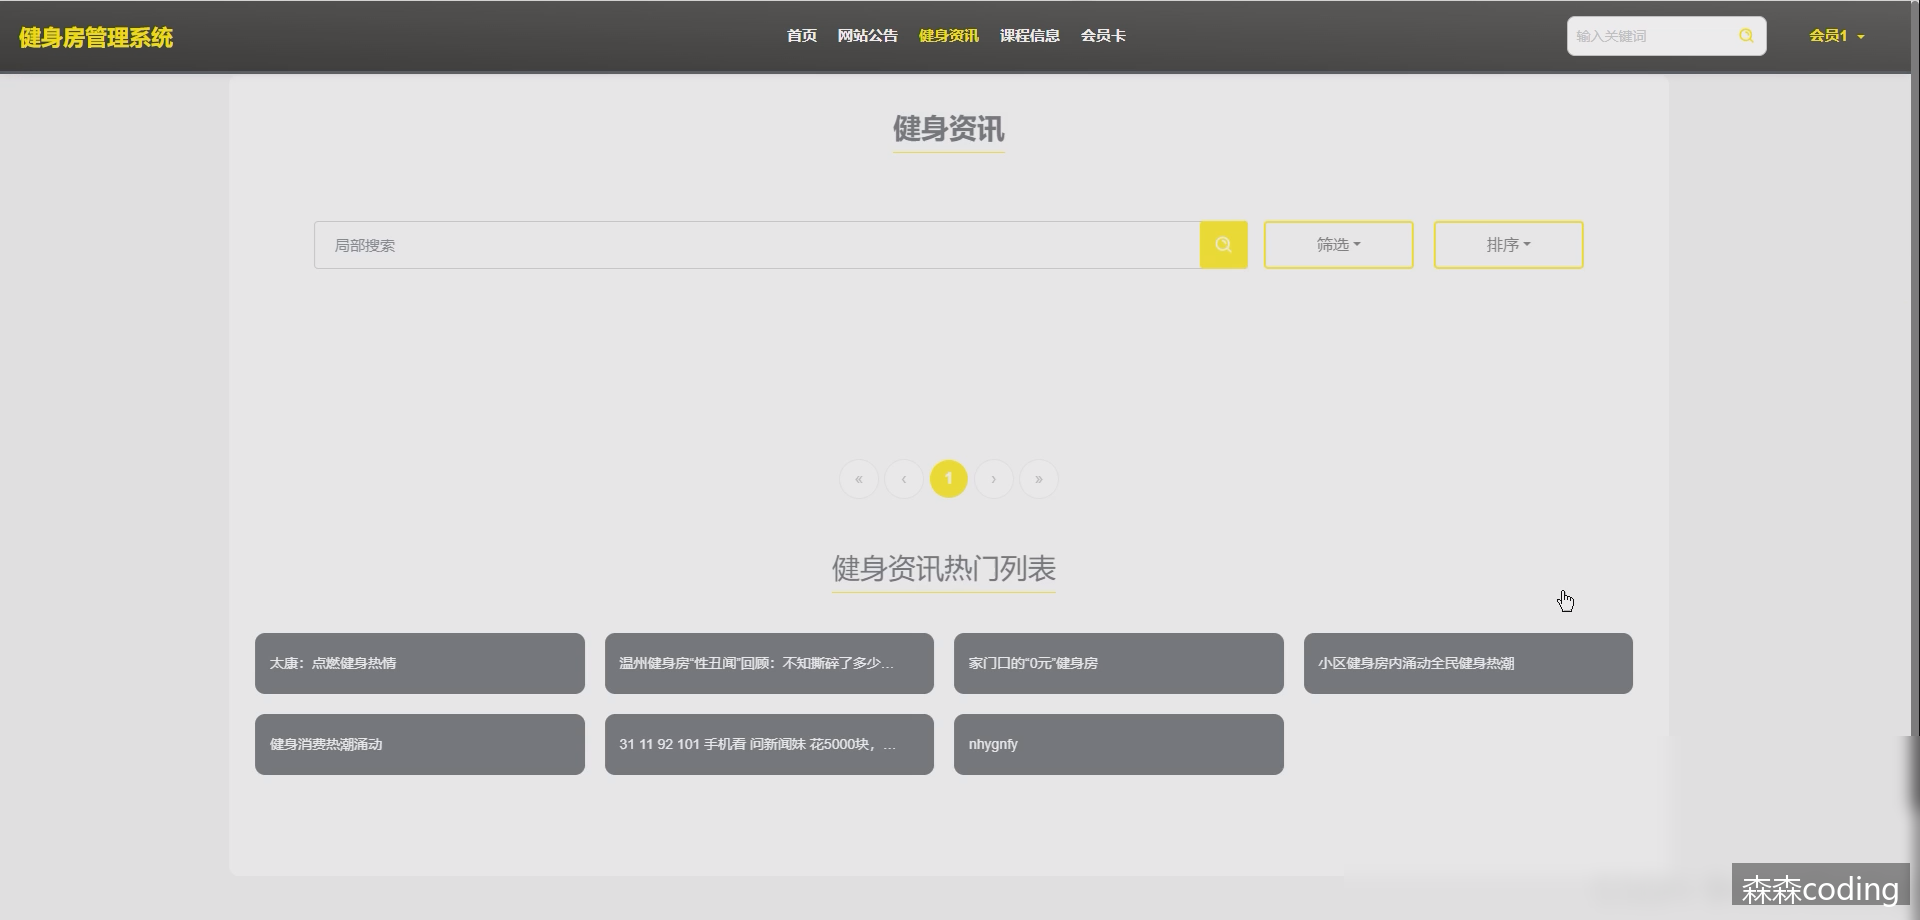 健身房管理系统
首页 网站公告 健身资讯 课程信息 会员卡
输入关键词
会员1
健身资讯
局部搜索
筛选
排序
« ‹ 1 › »
健身资讯热门列表
太康：点燃健身热情
温州健身房“性丑闻”回顾：不知撕碎了多少...
家门口的“0元”健身房
小区健身房内涌动全民健身热潮
健身消费热潮涌动
31 11 92 101 手机看 问新闻妹 花5000块，...
nhygnfy
森森coding